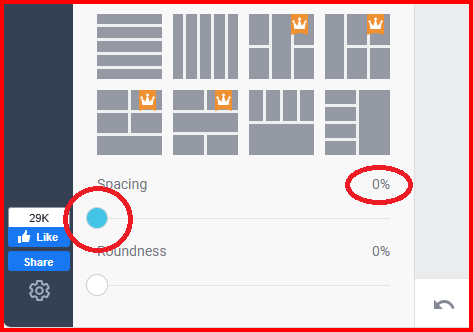 Spacing 0%
29K
Like
Roundness 0%
Share